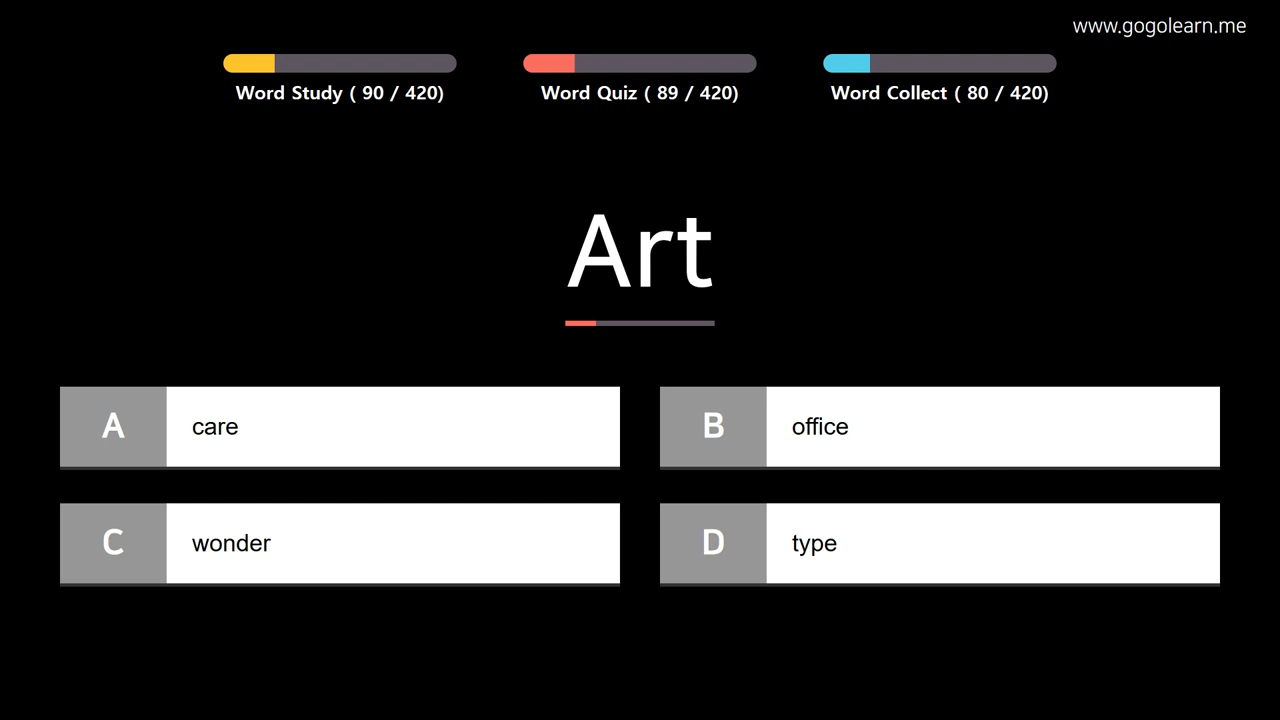 www.gogolearn.me
Word Study ( 90 / 420)
Word Quiz ( 89 / 420)
Word Collect ( 80 / 420)
Art
A care
B office
C wonder
D type